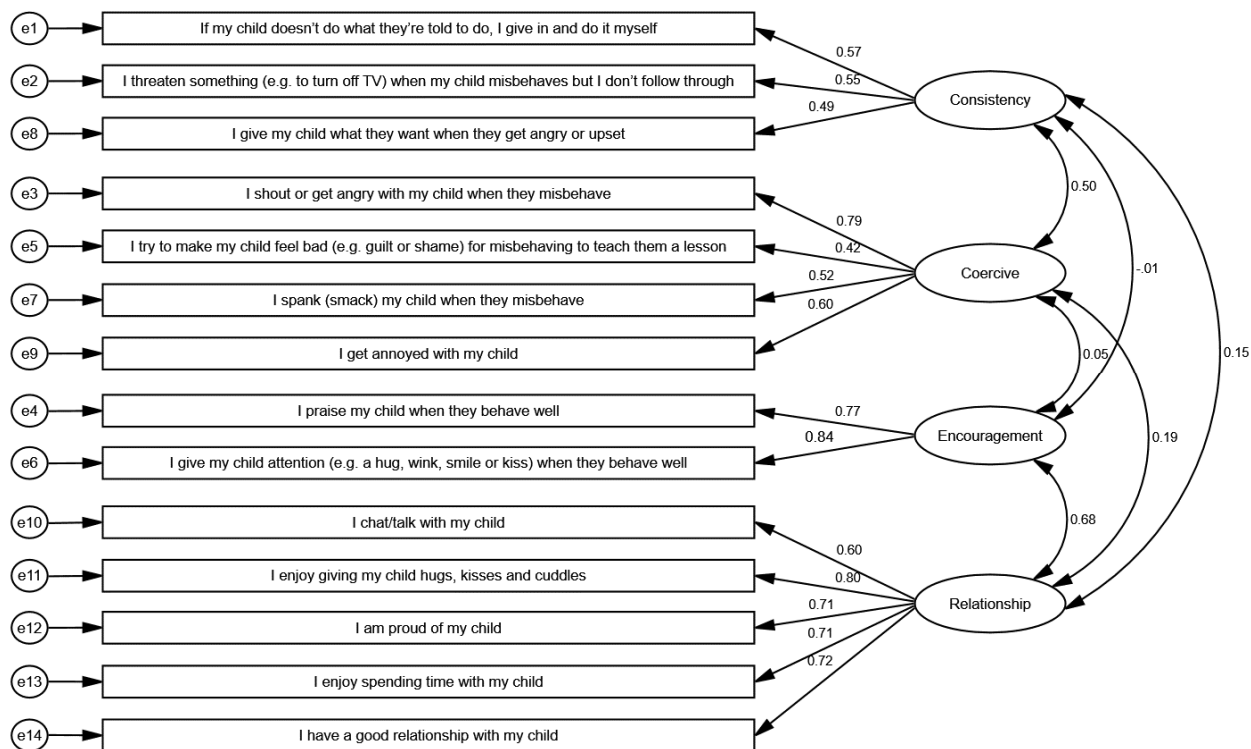 e1
If my child doesn’t do what they’re told to do, I give in and do it myself
0.57
e2
I threaten something (e.g. to turn off TV) when my child misbehaves but I don’t follow through
0.55
Consistency
e8
I give my child what they want when they get angry or upset
0.49
e3
I shout or get angry with my child when they misbehave
0.50
0.79
e5
I try to make my child feel bad (e.g. guilt or shame) for misbehaving to teach them a lesson
0.42
Coercive
-.01
e7
I spank (smack) my child when they misbehave
0.52
0.60
e9
I get annoyed with my child
0.05
0.15
e4
I praise my child when they behave well
0.77
Encouragement
0.84
0.19
e6
I give my child attention (e.g. a hug, wink, smile or kiss) when they behave well
e10
I chat/talk with my child
0.68
0.60
e11
I enjoy giving my child hugs, kisses and cuddles
0.80
Relationship
e12
I am proud of my child
0.71
0.71
e13
I enjoy spending time with my child
0.72
e14
I have a good relationship with my child